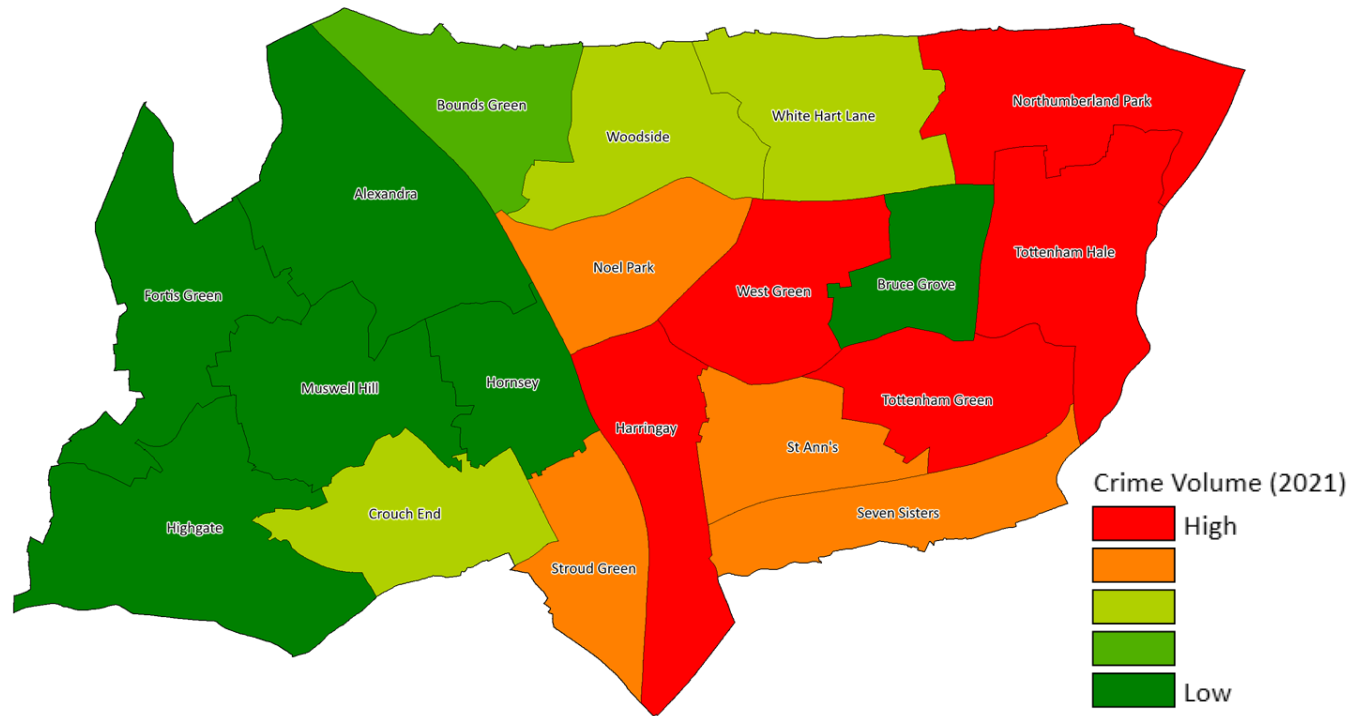 Bounds Green
Northumberland Park
White Hart Lane
Woodside
Alexandra
Tottenham Hale
Noel Park
Bruce Grove
West Green
Fortis Green
Hornsey
Muswell Hill
Tottenham Green
Harringay
St Ann's
Crime Volume (2021)
Seven Sisters
Crouch End
High
Highgate
Stroud Green
Low